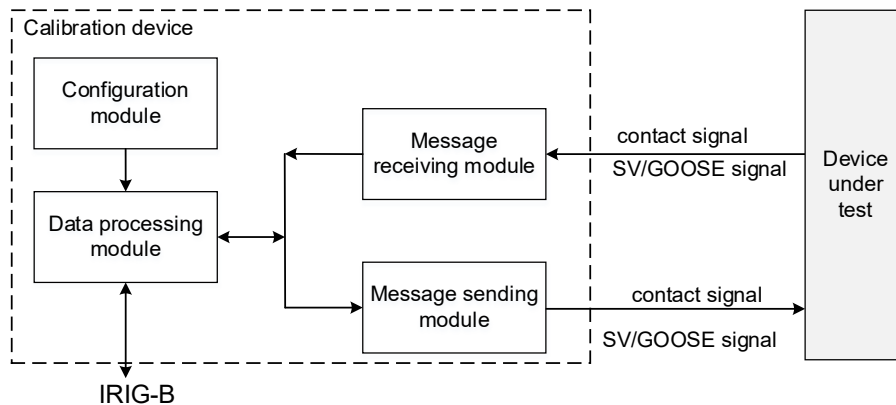 Calibration device
Configuration
module
Message
receiving module
contact signal
SV/GOOSE signal
Device
under
test
Data processing
module
Message sending
module
contact signal
SV/GOOSE signal
IRIG-B